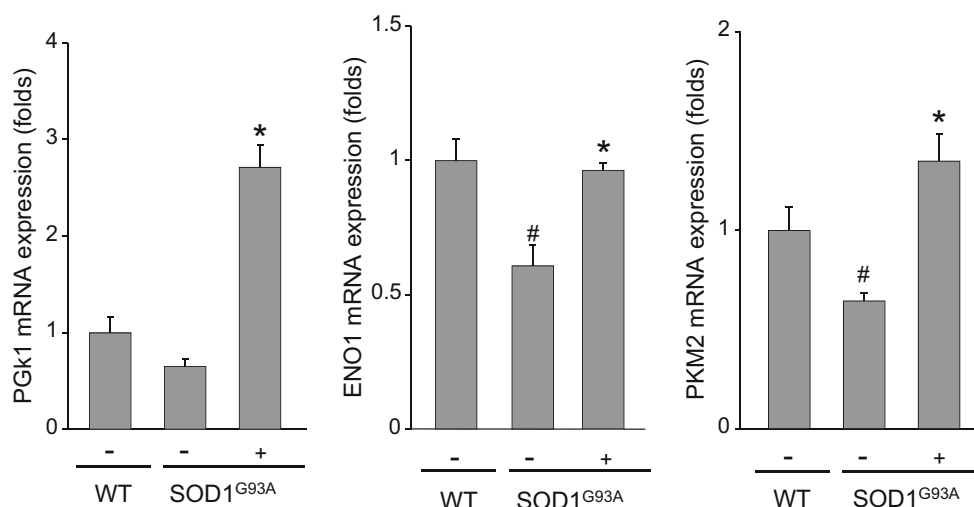 PGk1 mRNA expression (folds)
4
3
2
1
0
*
- - +
WT SOD1G93A
ENO1 mRNA expression (folds)
1.5
1
0.5
0
#
*
- - +
WT SOD1G93A
PKM2 mRNA expression (folds)
2
1
0
#
*
- - +
WT SOD1G93A